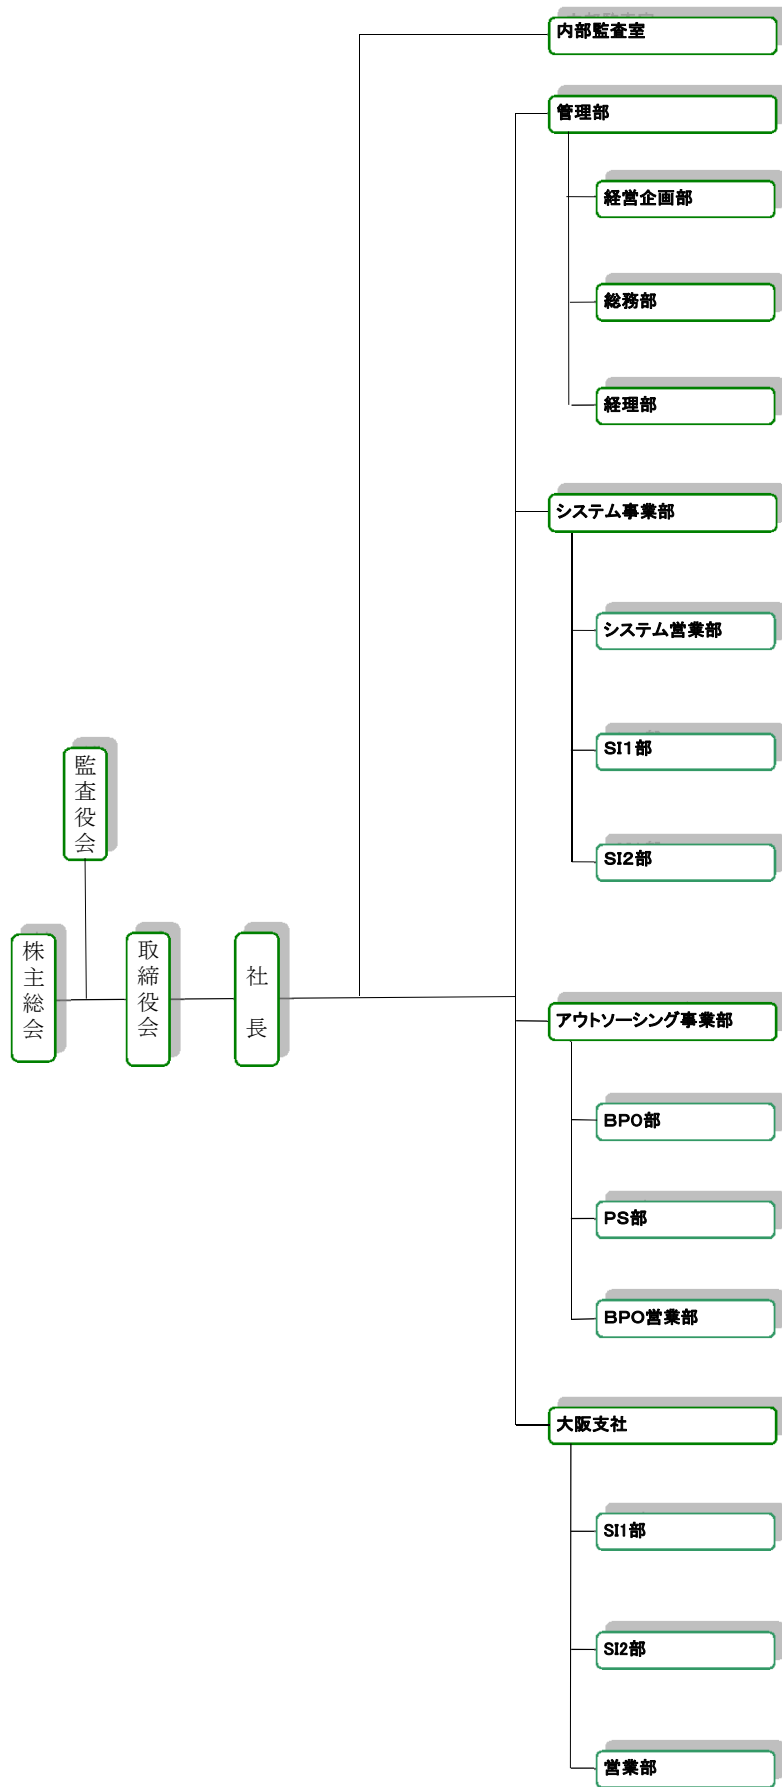 内部監査室
管理部
経営企画部
総務部
経理部
システム事業部
システム営業部
SI1部
SI2部
監査役会
株主総会
取締役会
社長
アウトソーシング事業部
BPO部
PS部
BPO営業部
大阪支社
SI1部
SI2部
営業部